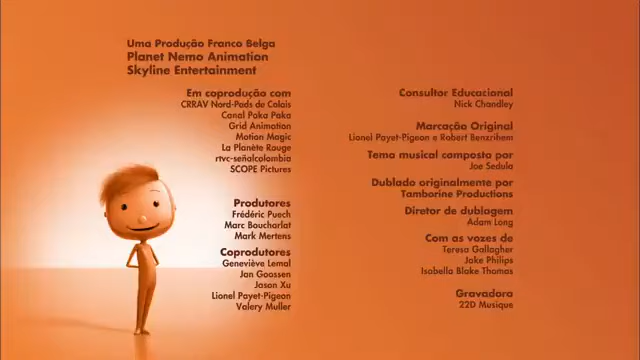 Uma Produção Franco Belga
Planet Nemo Animation
Skyline Entertainment
Em coprodução com
CRRAV Nord-Pads de Calais
Canal Paka Paka
Grid Animation
Motion Magic
La Planète Rouge
rtvc-señalcolombia
SCOPE Pictures
Produtores
Frédéric Puech
Marc Boucharlat
Mark Mertens
Coprodutores
Geneviève Lemal
Jan Goossen
Jason Xu
Lionel Payet-Pigeon
Valery Muller
Consultor Educacional
Nick Chandley
Marcação Original
Lionel Payet-Pigeon e Robert Benzrihem
Tema musical composto por
Joe Sedula
Dublado originalmente por
Tamborine Productions
Diretor de dublagem
Adam Long
Com as vozes de
Teresa Gallagher
Jake Philips
Isabella Blake Thomas
Gravadora
22D Musique